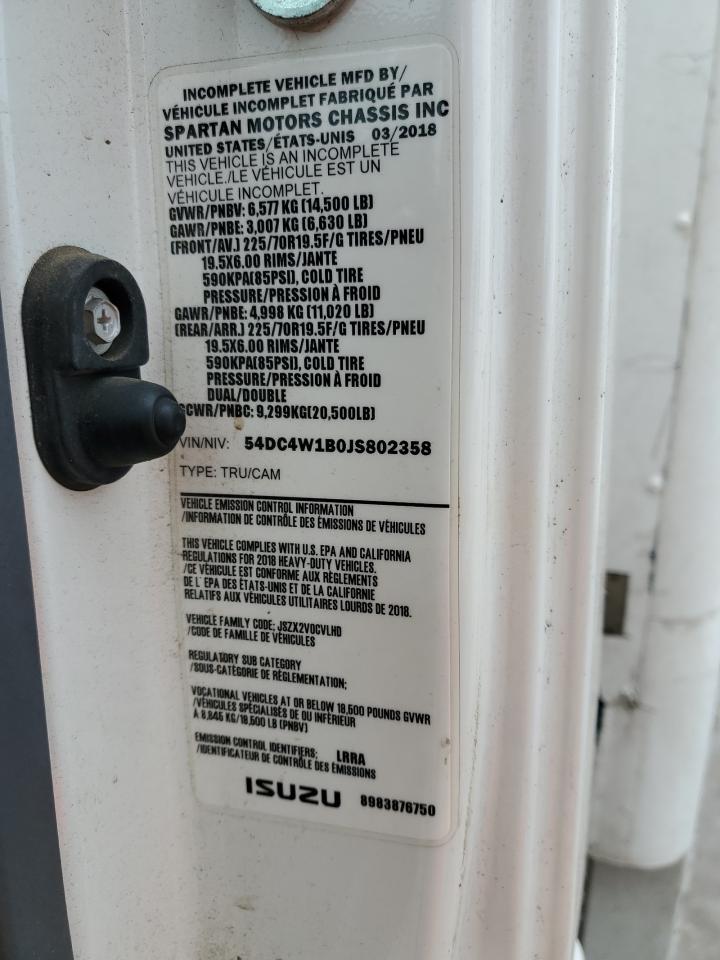 INCOMPLETE VEHICLE MFD BY/
VÉHICULE INCOMPLET FABRIQUÉ PAR
SPARTAN MOTORS CHASSIS INC
UNITED STATES/ÉTATS-UNIS 03/2018
THIS VEHICLE IS AN INCOMPLETE
VEHICLE./LE VÉHICULE EST UN
VÉHICULE INCOMPLET.
GVWR/PNBV: 6,577 KG (14,500 LB)
GAWR/PNBE: 3,007 KG (6,630 LB)
(FRONT/AV.) 225/70R19.5F/G TIRES/PNEU
19.5X6.00 RIMS/JANTE
590KPA(85PSI), COLD TIRE
PRESSURE/PRESSION À FROID
GAWR/PNBE: 4,998 KG (11,020 LB)
(REAR/ARR.) 225/70R19.5F/G TIRES/PNEU
19.5X6.00 RIMS/JANTE
590KPA(85PSI), COLD TIRE
PRESSURE/PRESSION À FROID
DUAL/DOUBLE
GCWR/PNBC: 9,299KG(20,500LB)
VIN/NIV: 54DC4W1B0JS802358
TYPE: TRU/CAM
VEHICLE EMISSION CONTROL INFORMATION
/INFORMATION DE CONTRÔLE DES ÉMISSIONS DE VÉHICULES
THIS VEHICLE COMPLIES WITH U.S. EPA AND CALIFORNIA
REGULATIONS FOR 2018 HEAVY-DUTY VEHICLES.
/CE VÉHICULE EST CONFORME AUX RÈGLEMENTS
DE L' EPA DES ÉTATS-UNIS ET DE LA CALIFORNIE
RELATIFS AUX VÉHICULES UTILITAIRES LOURDS DE 2018.
VEHICLE FAMILY CODE: JSZX2VOCVLHD
/CODE DE FAMILLE DE VÉHICULES
REGULATORY SUB CATEGORY
/SOUS-CATÉGORIE DE RÉGLEMENTATION:
VOCATIONAL VEHICLES AT OR BELOW 19,500 POUNDS GVWR
/VÉHICULES SPÉCIALISÉS DE OU INFÉRIEUR
À 8,845 KG/19,500 LB (PNBV)
EMISSION CONTROL IDENTIFIERS: LRRA
/IDENTIFICATEUR DE CONTRÔLE DES ÉMISSIONS
ISUZU 8983876750